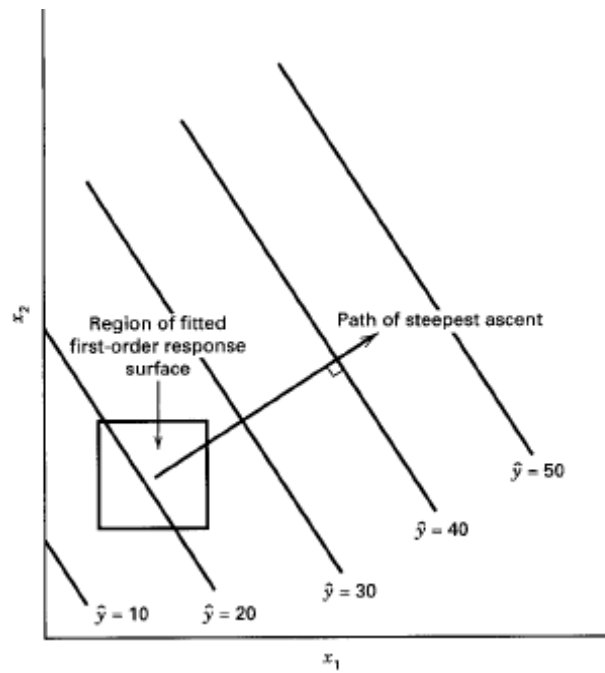 Region of fitted
first-order response
surface
Path of steepest ascent
x₂
ŷ = 50
ŷ = 40
ŷ = 30
ŷ = 20
ŷ = 10
x₁